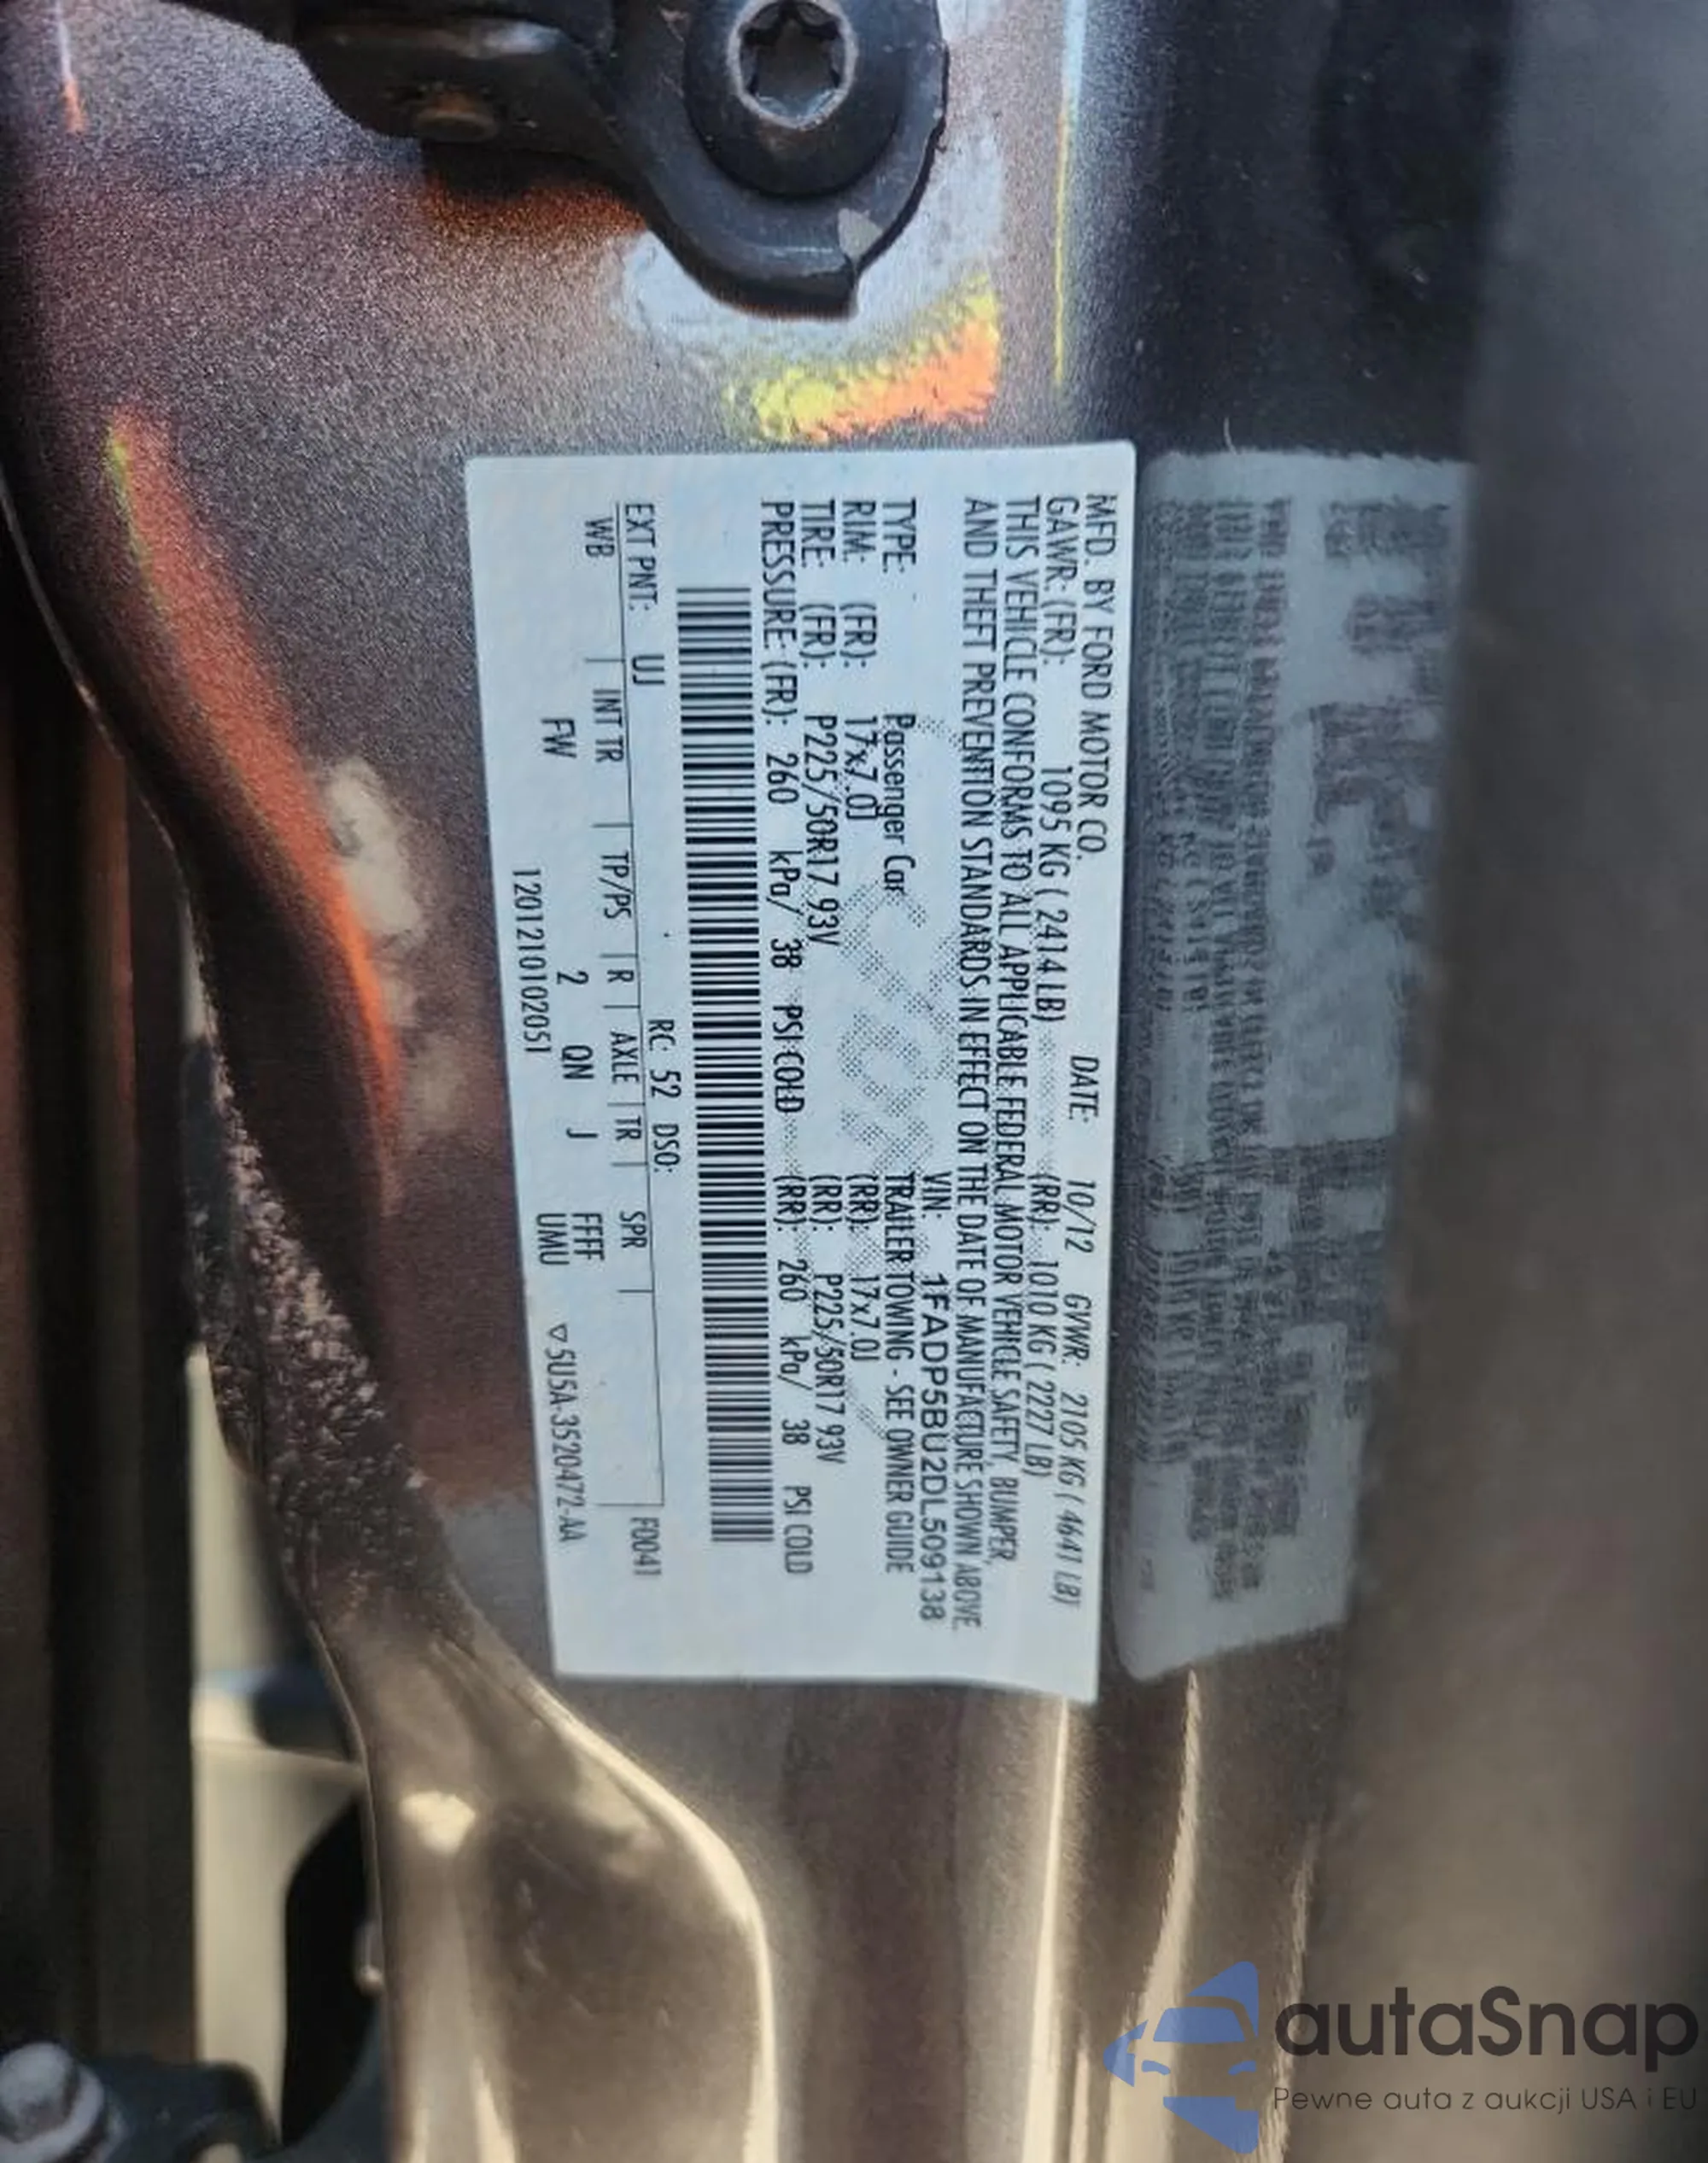 MFD. BY FORD MOTOR CO.
DATE: 10/12 GVWR: 2105 KG ( 4641 LB)
GAWR: (FR): 1095 KG ( 2414 LB) (RR): 1010 KG ( 2227 LB)
THIS VEHICLE CONFORMS TO ALL APPLICABLE FEDERAL MOTOR VEHICLE SAFETY, BUMPER,
AND THEFT PREVENTION STANDARDS IN EFFECT ON THE DATE OF MANUFACTURE SHOWN ABOVE.
VIN: 1FADP5BU2DL509138
TYPE: Passenger Car TRAILER TOWING - SEE OWNER GUIDE
RIM: (FR): 17x7.0J (RR): 17x7.0J
TIRE: (FR): P225/50R17 93V (RR): P225/50R17 93V
PRESSURE: (FR): 260 kPa/ 38 PSI COLD (RR): 260 kPa/ 38 PSI COLD
EXT PNT: UJ RC: 52 DSO: F0041
WB INT TR TP/PS R AXLE TR SPR
FW 2 QN J FFFF
UMU
120121010205​1 ▽5U5A-3520472-AA
autaSnap
Pewne auta z aukcji USA i EU